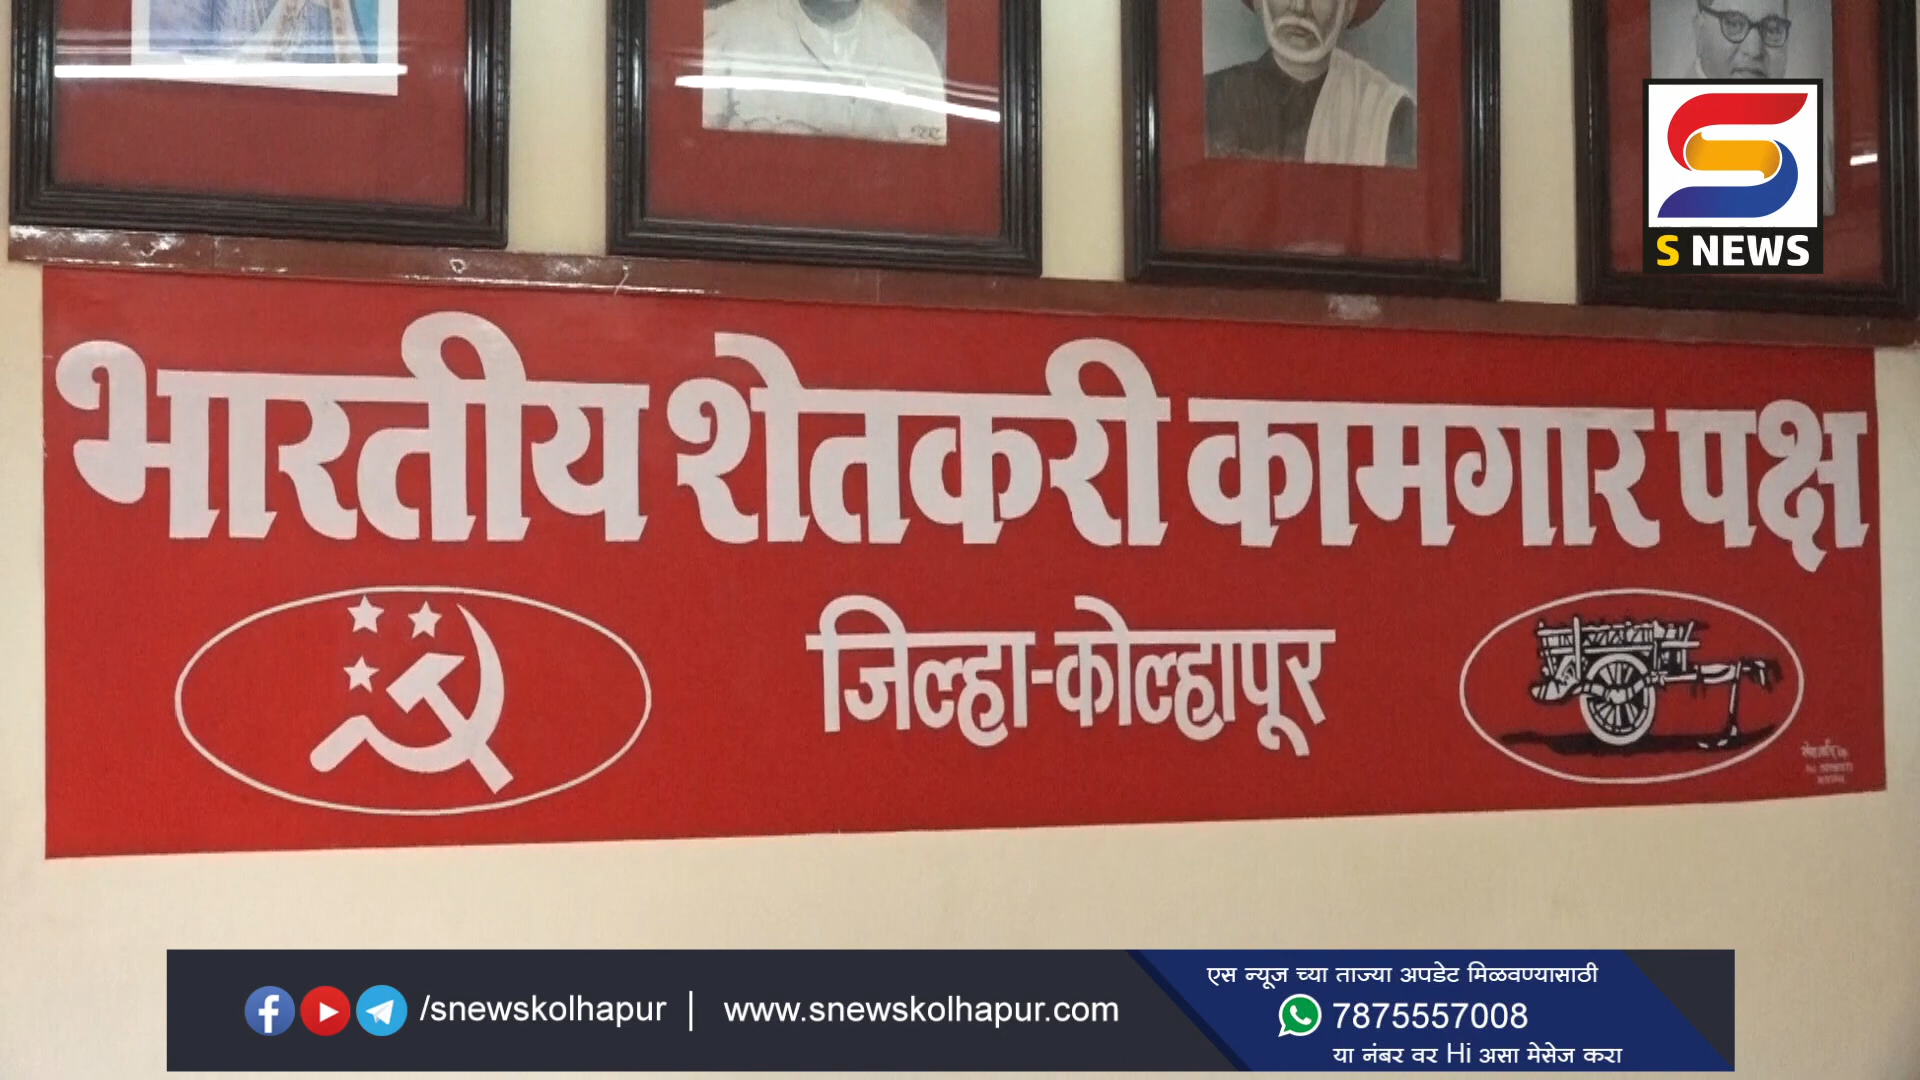 S NEWS
भारतीय शेतकरी कामगार पक्ष
जिल्हा-कोल्हापूर
/snewskolhapur | www.snewskolhapur.com
एस न्यूज च्या ताज्या अपडेट मिळवण्यासाठी
7875557008
या नंबर वर Hi असा मेसेज करा